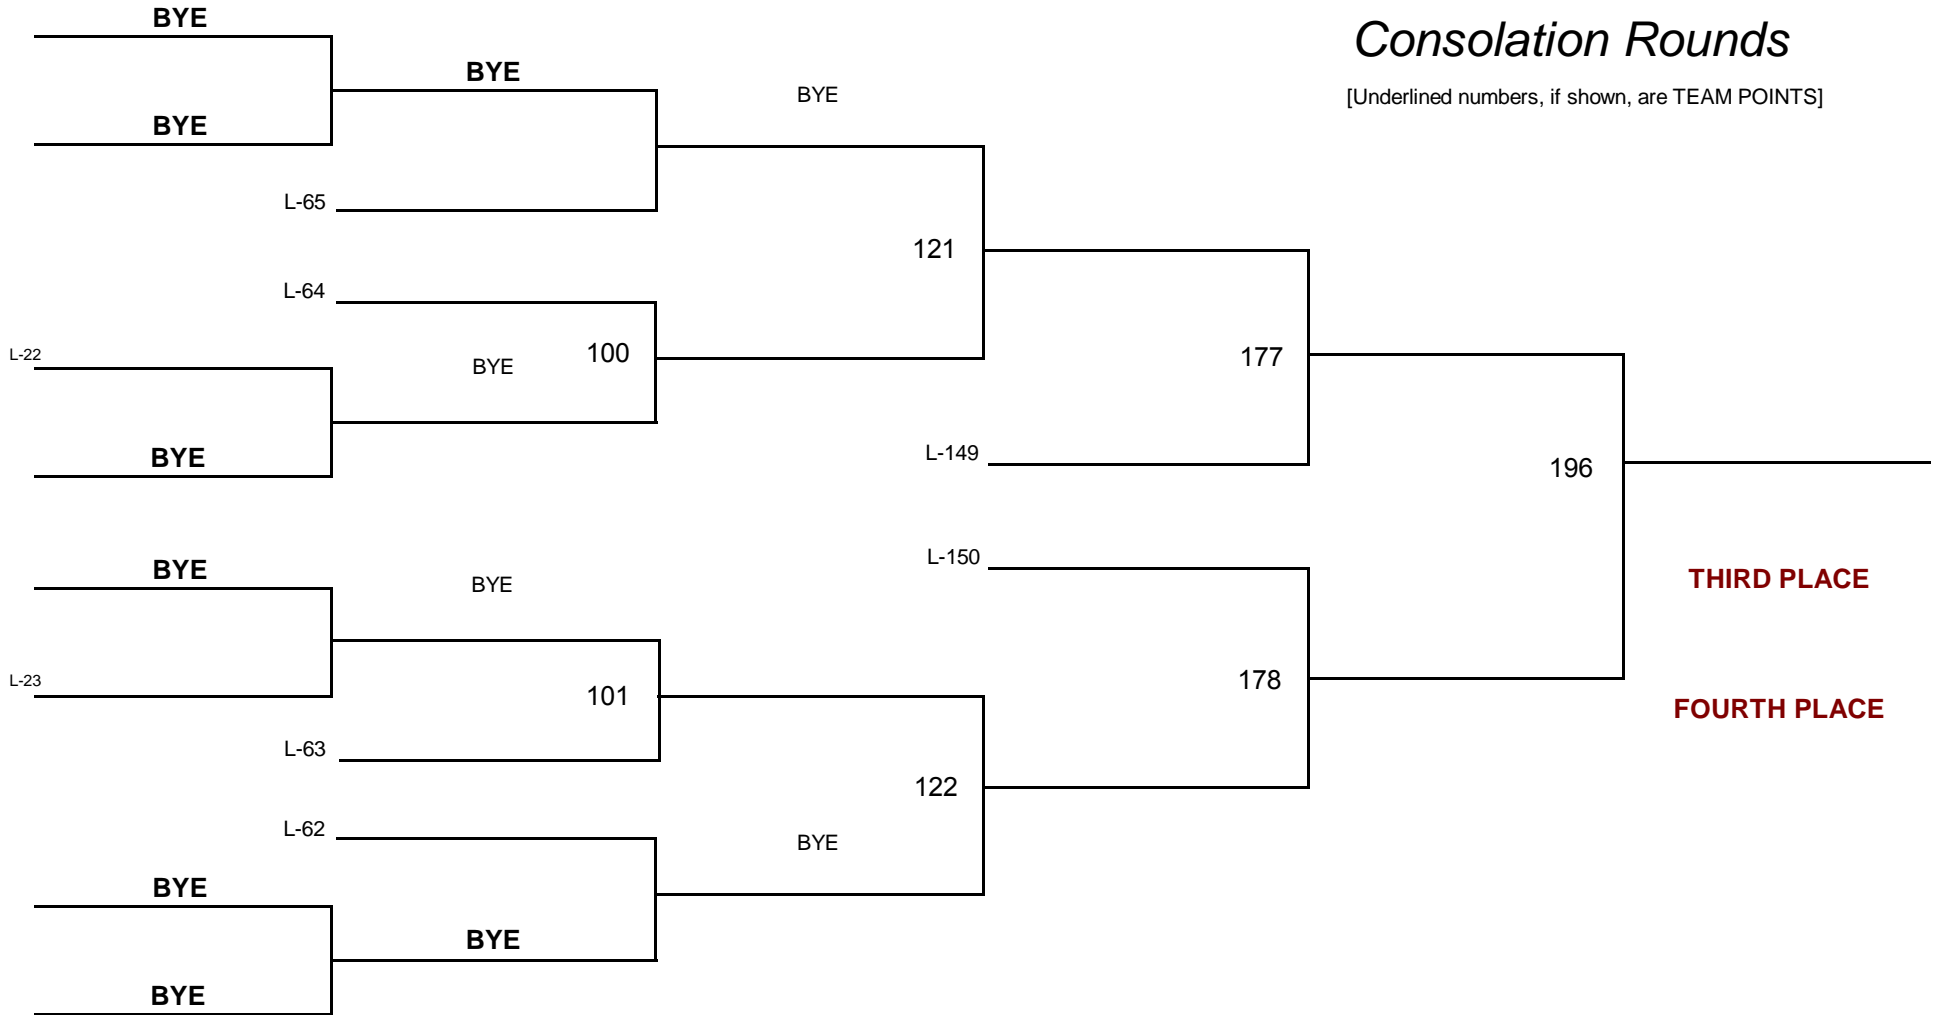 BYE
Consolation Rounds
BYE
BYE
[Underlined numbers, if shown, are TEAM POINTS]
BYE
L-65
121
L-64
L-22
100
177
BYE
L-149
BYE
196
L-150
BYE
BYE
THIRD PLACE
L-23
178
101
FOURTH PLACE
L-63
122
L-62
BYE
BYE
BYE
BYE